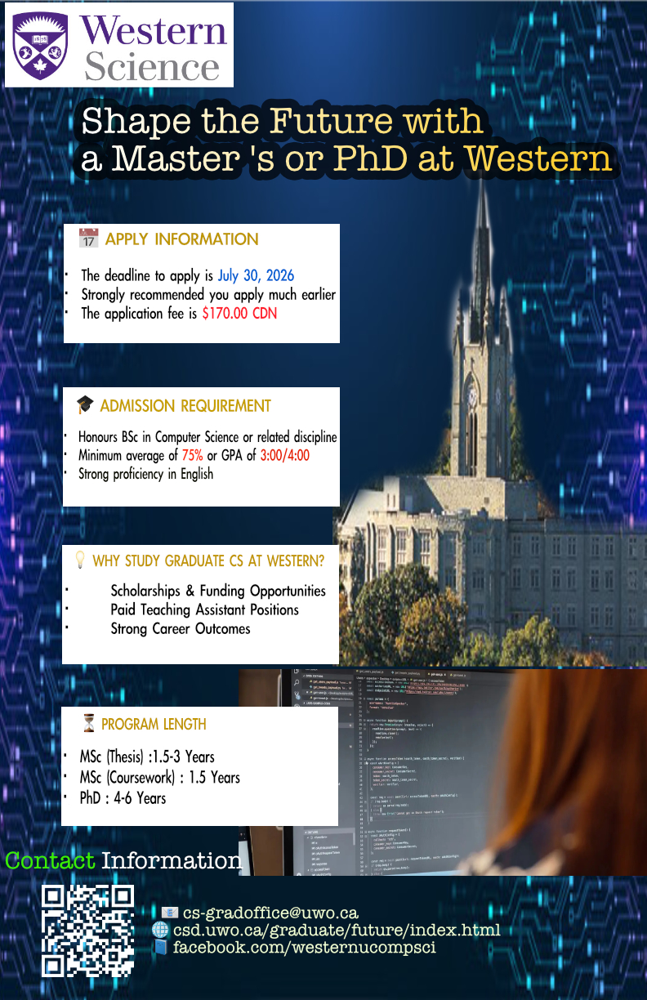 1878
Western
Science
Shape the Future with
a Master 's or PhD at Western
17
APPLY INFORMATION
· The deadline to apply is July 30, 2026
· Strongly recommended you apply much earlier
· The application fee is $170.00 CDN
ADMISSION REQUIREMENT
· Honours BSc in Computer Science or related discipline
· Minimum average of 75% or GPA of 3:00/4:00
· Strong proficiency in English
WHY STUDY GRADUATE CS AT WESTERN?
· Scholarships & Funding Opportunities
· Paid Teaching Assistant Positions
· Strong Career Outcomes
PROGRAM LENGTH
· MSc (Thesis) :1.5-3 Years
· MSc (Coursework) : 1.5 Years
· PhD : 4-6 Years
Contact Information
cs-gradoffice@uwo.ca
csd.uwo.ca/graduate/future/index.html
facebook.com/westernucompsci